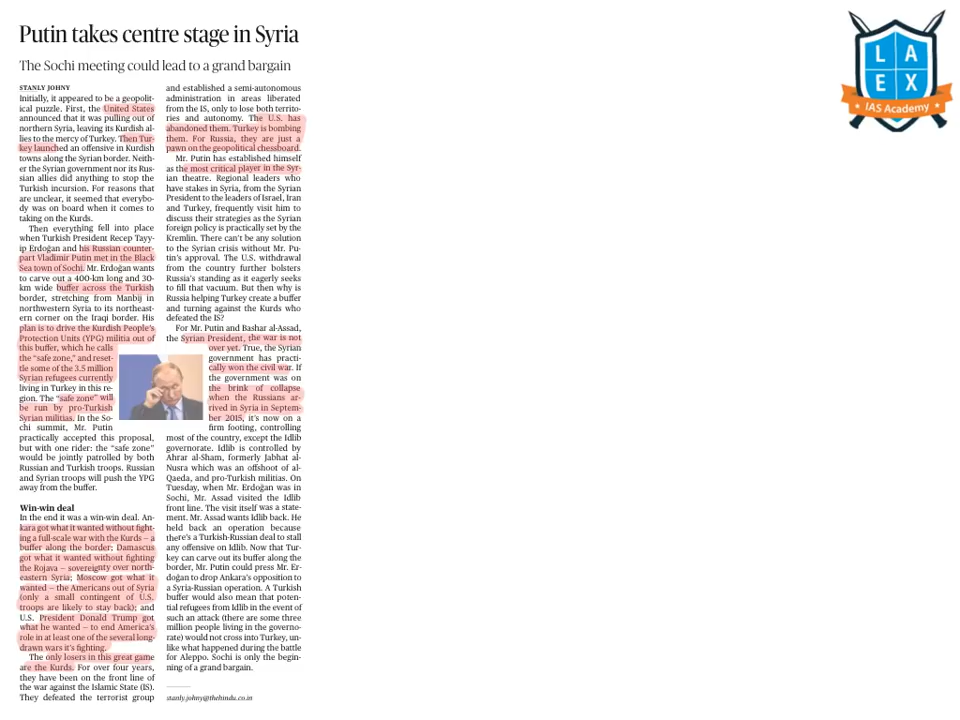 Putin takes centre stage in Syria
The Sochi meeting could lead to a grand bargain
STANLY JOHNY
Initially, it appeared to be a geopolit-
ical puzzle. First, the United States
announced that it was pulling out of
northern Syria, leaving its Kurdish al-
lies to the mercy of Turkey. Then Tur-
key launched an offensive in Kurdish
towns along the Syrian border. Neith-
er the Syrian government nor its Rus-
sian allies did anything to stop the
Turkish incursion. For reasons that
are unclear, it seemed that everybo-
dy was on board when it comes to
taking on the Kurds.
Then everything fell into place
when Turkish President Recep Tayy-
ip Erdoğan and his Russian counter-
part Vladimir Putin met in the Black
Sea town of Sochi. Mr. Erdoğan wants
to carve out a 400-km long and 30-
km wide buffer across the Turkish
border, stretching from Manbij in
northwestern Syria to its northeast-
ern corner on the Iraqi border. His
plan is to drive the Kurdish People's
Protection Units (YPG) militia out of
this buffer, which he calls
the "safe zone," and reset-
tle some of the 3.5 million
Syrian refugees currently
living in Turkey in this re-
gion. The "safe zone" will
be run by pro-Turkish
Syrian militias. In the So-
chi summit, Mr. Putin
practically accepted this proposal,
but with one rider: the "safe zone"
would be jointly patrolled by both
Russian and Turkish troops. Russian
and Syrian troops will push the YPG
away from the buffer.
Win-win deal
In the end it was a win-win deal. An-
kara got what it wanted without fight-
ing a full-scale war with the Kurds – a
buffer along the border; Damascus
got what it wanted without fighting
the Rojava – sovereignty over north-
eastern Syria; Moscow got what it
wanted – the Americans out of Syria
(only a small contingent of U.S.
troops are likely to stay back); and
U.S. President Donald Trump got
what he wanted – to end America's
role in at least one of the several long-
drawn wars it's fighting.
The only losers in this great game
are the Kurds. For over four years,
they have been on the front line of
the war against the Islamic State (IS).
They defeated the terrorist group
and established a semi-autonomous
administration in areas liberated
from the IS, only to lose both territo-
ries and autonomy. The U.S. has
abandoned them. Turkey is bombing
them. For Russia, they are just a
pawn on the geopolitical chessboard.
Mr. Putin has established himself
as the most critical player in the Syr-
ian theatre. Regional leaders who
have stakes in Syria, from the Syrian
President to the leaders of Israel, Iran
and Turkey, frequently visit him to
discuss their strategies as the Syrian
foreign policy is practically set by the
Kremlin. There can't be any solution
to the Syrian crisis without Mr. Pu-
tin's approval. The U.S. withdrawal
from the country further bolsters
Russia's standing as it eagerly seeks
to fill that vacuum. But then why is
Russia helping Turkey create a buffer
and turning against the Kurds who
defeated the IS?
For Mr. Putin and Bashar al-Assad,
the Syrian President, the war is not
over yet. True, the Syrian
government has practi-
cally won the civil war. If
the government was on
the brink of collapse
when the Russians ar-
rived in Syria in Septem-
ber 2015, it's now on a
firm footing, controlling
most of the country, except the Idlib
governorate. Idlib is controlled by
Ahrar al-Sham, formerly Jabhat al-
Nusra which was an offshoot of al-
Qaeda, and pro-Turkish militias. On
Tuesday, when Mr. Erdoğan was in
Sochi, Mr. Assad visited the Idlib
front line. The visit itself was a state-
ment. Mr. Assad wants Idlib back. He
held back an operation because
there's a Turkish-Russian deal to stall
any offensive on Idlib. Now that Tur-
key can carve out its buffer along the
border, Mr. Putin could press Mr. Er-
doğan to drop Ankara's opposition to
a Syria-Russian operation. A Turkish
buffer would also mean that poten-
tial refugees from Idlib in the event of
such an attack (there are some three
million people living in the governo-
rate) would not cross into Turkey, un-
like what happened during the battle
for Aleppo. Sochi is only the begin-
ning of a grand bargain.
stanly.johny@thehindu.co.in
L A
E X
IAS Academy